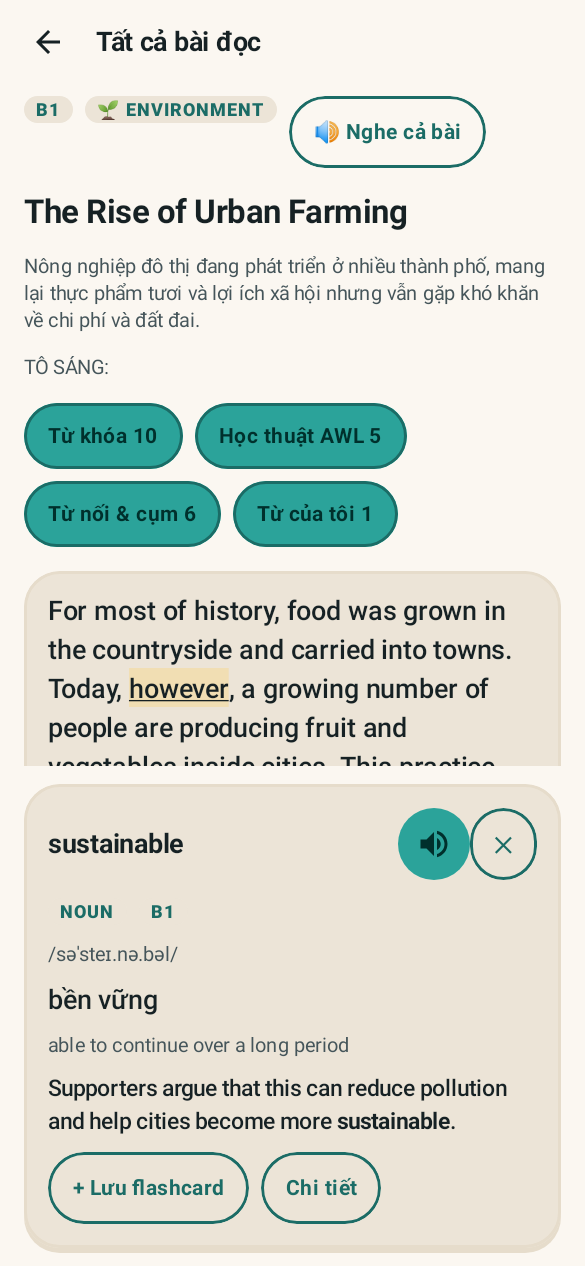 Tất cả bài đọc
B1
🌱 ENVIRONMENT
🔊 Nghe cả bài
The Rise of Urban Farming
Nông nghiệp đô thị đang phát triển ở nhiều thành phố, mang
lại thực phẩm tươi và lợi ích xã hội nhưng vẫn gặp khó khăn
về chi phí và đất đai.
TÔ SÁNG:
Từ khóa 10
Học thuật AWL 5
Từ nối & cụm 6
Từ của tôi 1
For most of history, food was grown in
the countryside and carried into towns.
Today, however, a growing number of
people are producing fruit and
vegetables inside cities. This practice
sustainable
NOUN B1
/səˈsteɪ.nə.bəl/
bền vững
able to continue over a long period
Supporters argue that this can reduce pollution
and help cities become more sustainable.
+ Lưu flashcard
Chi tiết